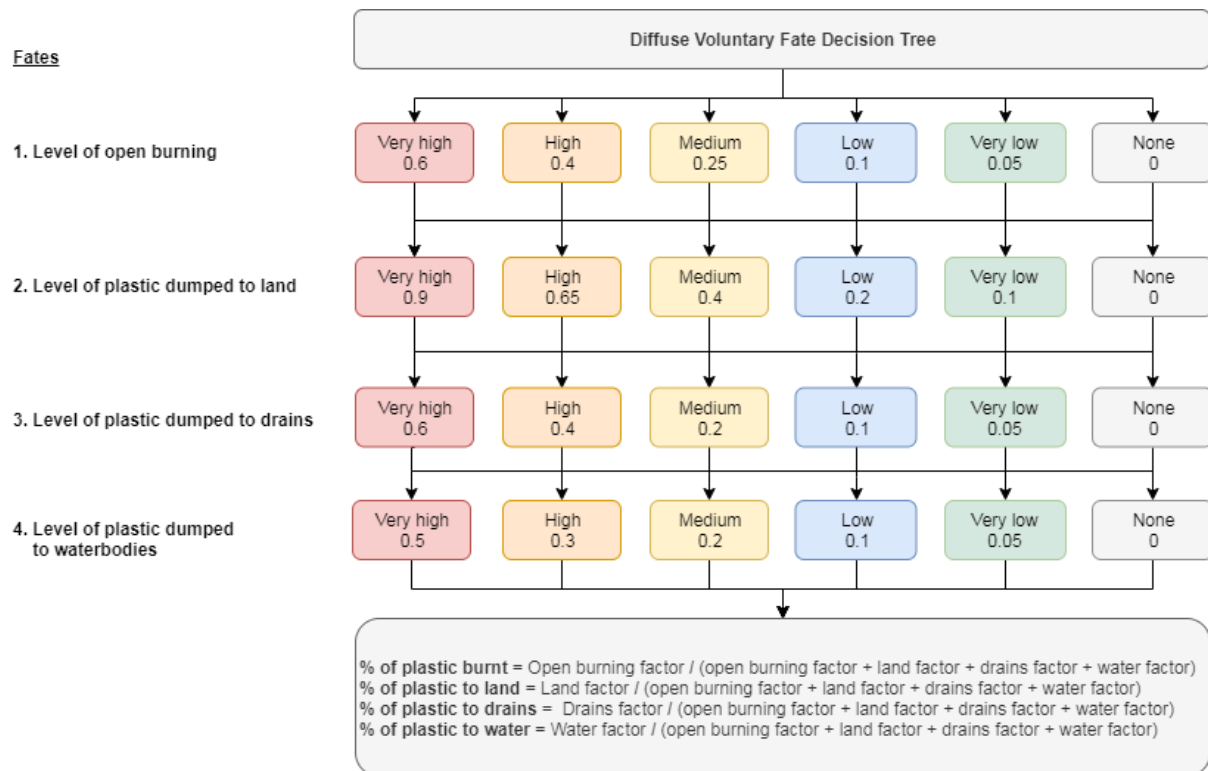 Diffuse Voluntary Fate Decision Tree
Fates
1. Level of open burning
Very high
0.6
High
0.4
Medium
0.25
Low
0.1
Very low
0.05
None
0
2. Level of plastic dumped to land
Very high
0.9
High
0.65
Medium
0.4
Low
0.2
Very low
0.1
None
0
3. Level of plastic dumped to drains
Very high
0.6
High
0.4
Medium
0.2
Low
0.1
Very low
0.05
None
0
4. Level of plastic dumped
to waterbodies
Very high
0.5
High
0.3
Medium
0.2
Low
0.1
Very low
0.05
None
0
% of plastic burnt = Open burning factor / (open burning factor + land factor + drains factor + water factor)
% of plastic to land = Land factor / (open burning factor + land factor + drains factor + water factor)
% of plastic to drains = Drains factor / (open burning factor + land factor + drains factor + water factor)
% of plastic to water = Water factor / (open burning factor + land factor + drains factor + water factor)